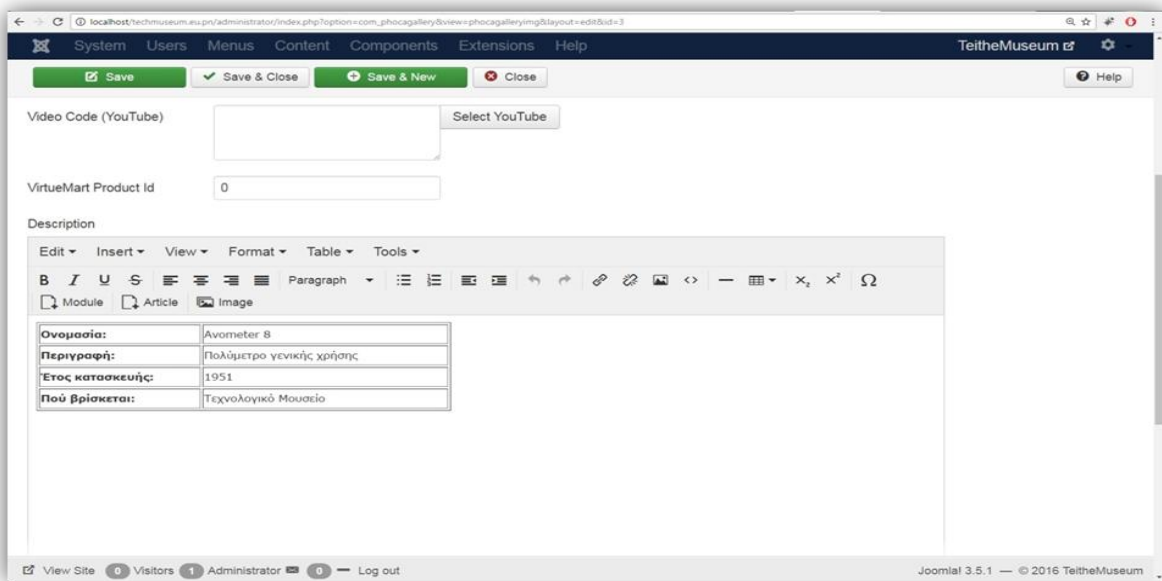 localhost/techmuseum.eu.pn/administrator/index.php?option=com_phocagallery&view=phocagalleryimg&layout=edit&id=3
System Users Menus Content Components Extensions Help TeitheMuseum
Save Save & Close Save & New Close Help
Video Code (YouTube) Select YouTube
VirtueMart Product Id 0
Description
Edit Insert View Format Table Tools
B I U S Paragraph X₂ X² Ω
Module Article Image
Ονομασία: Avometer 8
Περιγραφή: Πολύμετρο γενικής χρήσης
Έτος κατασκευής: 1951
Πού βρίσκεται: Τεχνολογικό Μουσείο
View Site 0 Visitors 1 Administrator 0 Log out Joomla! 3.5.1 — © 2016 TeitheMuseum